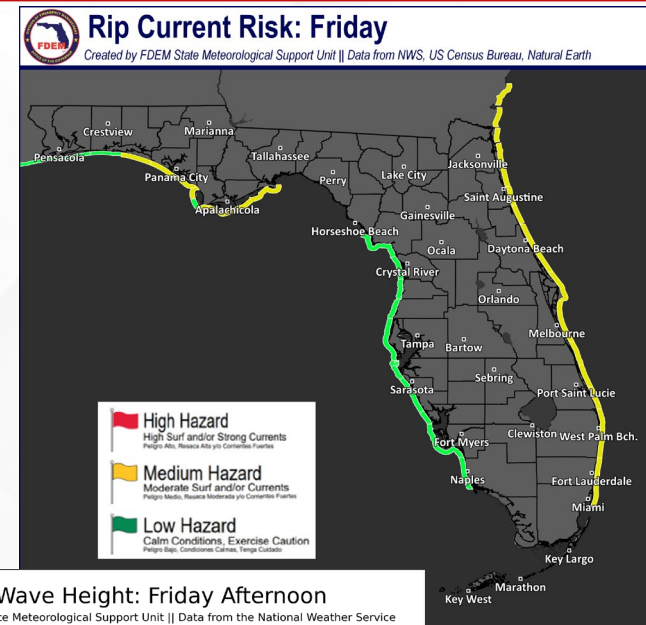 FDEM
Rip Current Risk: Friday
Created by FDEM State Meteorological Support Unit || Data from NWS, US Census Bureau, Natural Earth
Crestview
Marianna
Pensacola
Tallahassee
Jacksonville
Panama City
Perry
Lake City
Saint Augustine
Apalachicola
Gainesville
Horseshoe Beach
Ocala
Daytona Beach
Crystal River
Orlando
Melbourne
Tampa
Bartow
Sebring
Sarasota
Port Saint Lucie
Fort Myers
Clewiston
West Palm Bch.
Naples
Fort Lauderdale
Miami
Key Largo
Marathon
Key West
High Hazard
High Surf and/or Strong Currents
Peligro Alto, Resaca Alta y/o Corrientes Fuertes
Medium Hazard
Moderate Surf and/or Currents
Peligro Medio, Resaca Moderada y/o Corrientes Fuertes
Low Hazard
Calm Conditions, Exercise Caution
Peligro Bajo, Condiciones Calmas, Tenga Cuidado
Wave Height: Friday Afternoon
te Meteorological Support Unit || Data from the National Weather Service